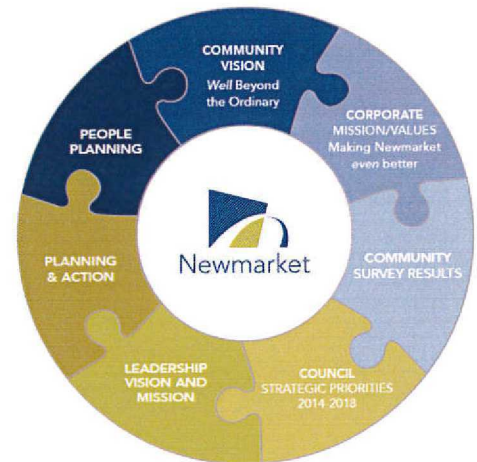 COMMUNITY
VISION
Well Beyond
the Ordinary
CORPORATE
MISSION/VALUES
Making Newmarket
even better
COMMUNITY
SURVEY RESULTS
COUNCIL
STRATEGIC PRIORITIES
2014-2018
LEADERSHIP
VISION AND
MISSION
PLANNING
& ACTION
PEOPLE
PLANNING
Newmarket